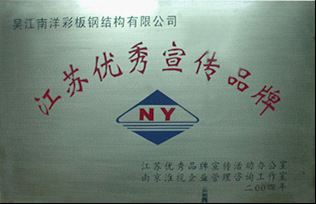 吴江南洋彩板钢结构有限公司
江苏优秀宣传品牌
NY
江苏优秀品牌宣传活动办公室
南京淮锐企业管理咨询工作室
二00四年